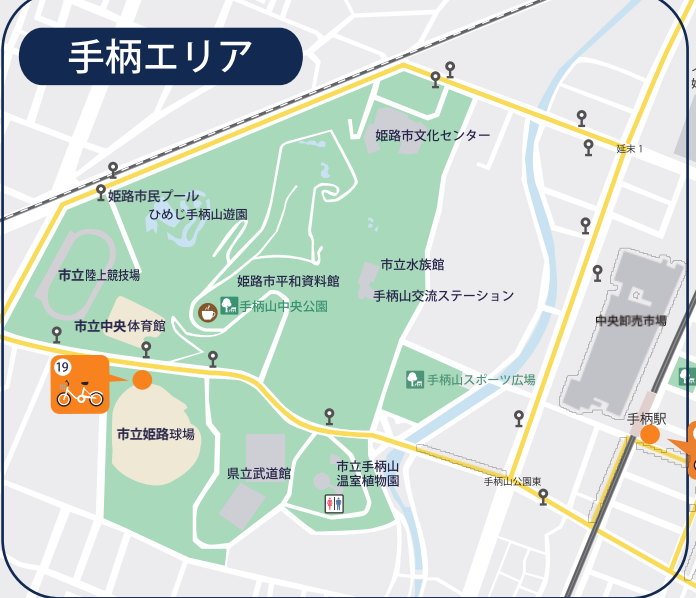 手柄エリア
姫路市文化センター
延末1
姫路市民プール
ひめじ手柄山遊園
市立陸上競技場
市立水族館
姫路市平和資料館
手柄山交流ステーション
手柄山中央公園
市立中央体育館
中央卸売市場
19
手柄山スポーツ広場
手柄駅
市立姫路球場
県立武道館
市立手柄山
温室植物園
手柄山公園東